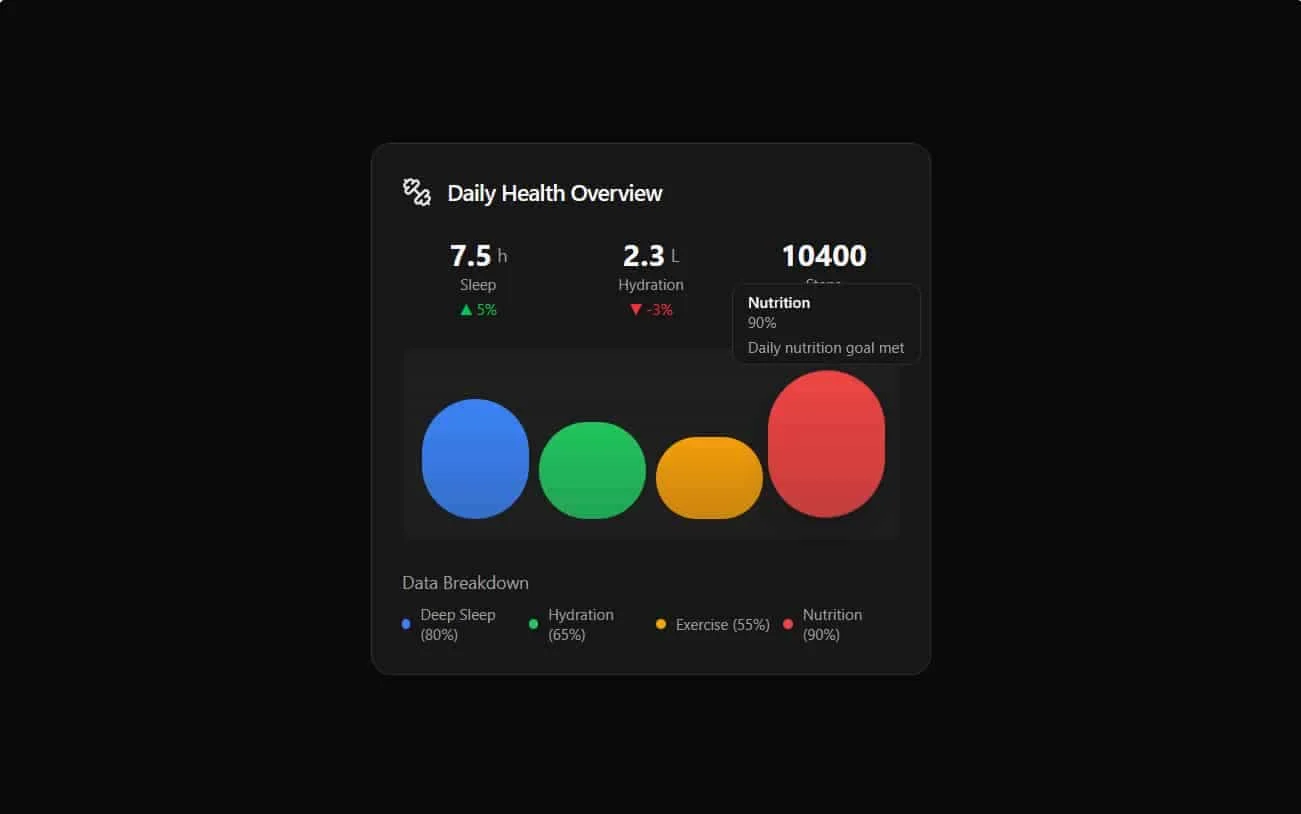 Daily Health Overview
7.5 h
Sleep
▲ 5%
2.3 L
Hydration
▼ -3%
10400
Nutrition
90%
Daily nutrition goal met
Data Breakdown
Deep Sleep
(80%)
Hydration
(65%)
Exercise (55%)
Nutrition
(90%)